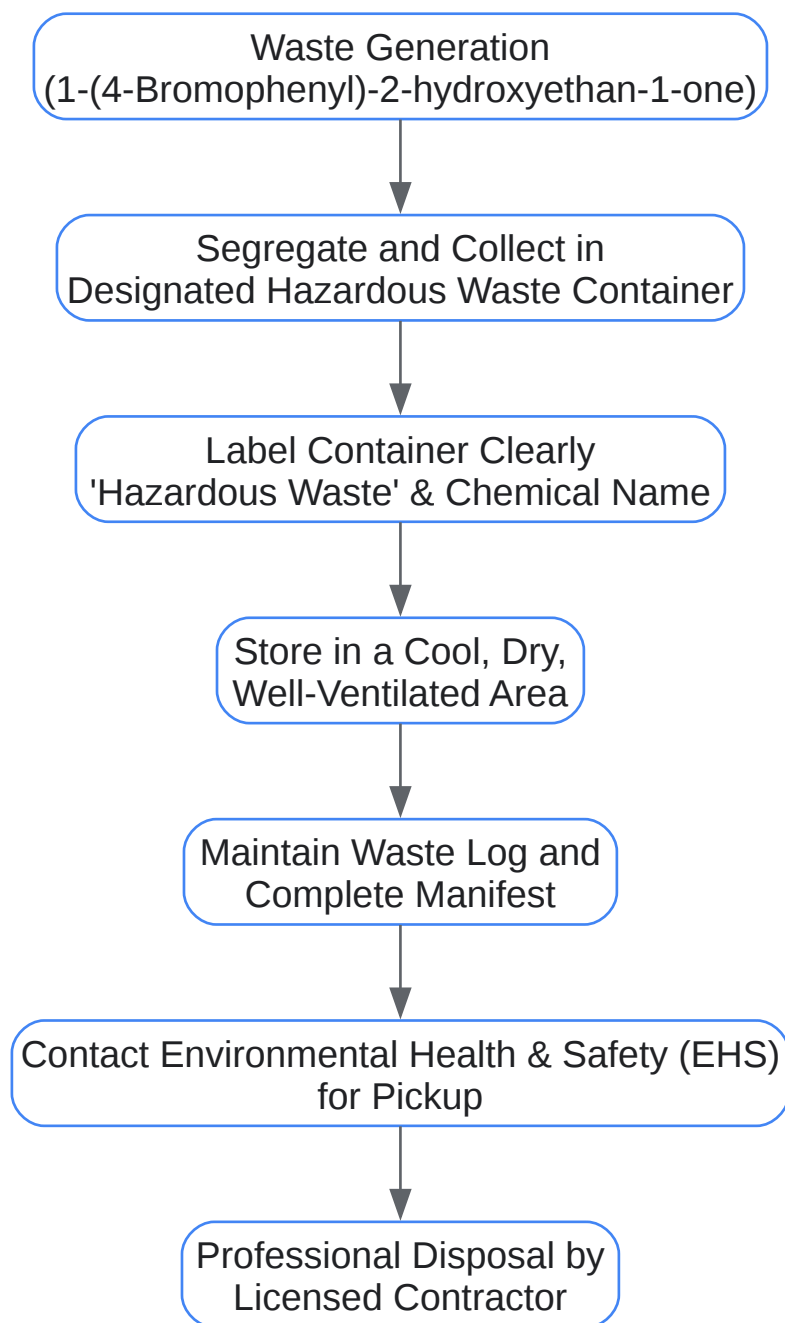 Waste Generation
(1-(4-Bromophenyl)-2-hydroxyethan-1-one)
Segregate and Collect in
Designated Hazardous Waste Container
Label Container Clearly
'Hazardous Waste' & Chemical Name
Store in a Cool, Dry,
Well-Ventilated Area
Maintain Waste Log and
Complete Manifest
Contact Environmental Health & Safety (EHS)
for Pickup
Professional Disposal by
Licensed Contractor